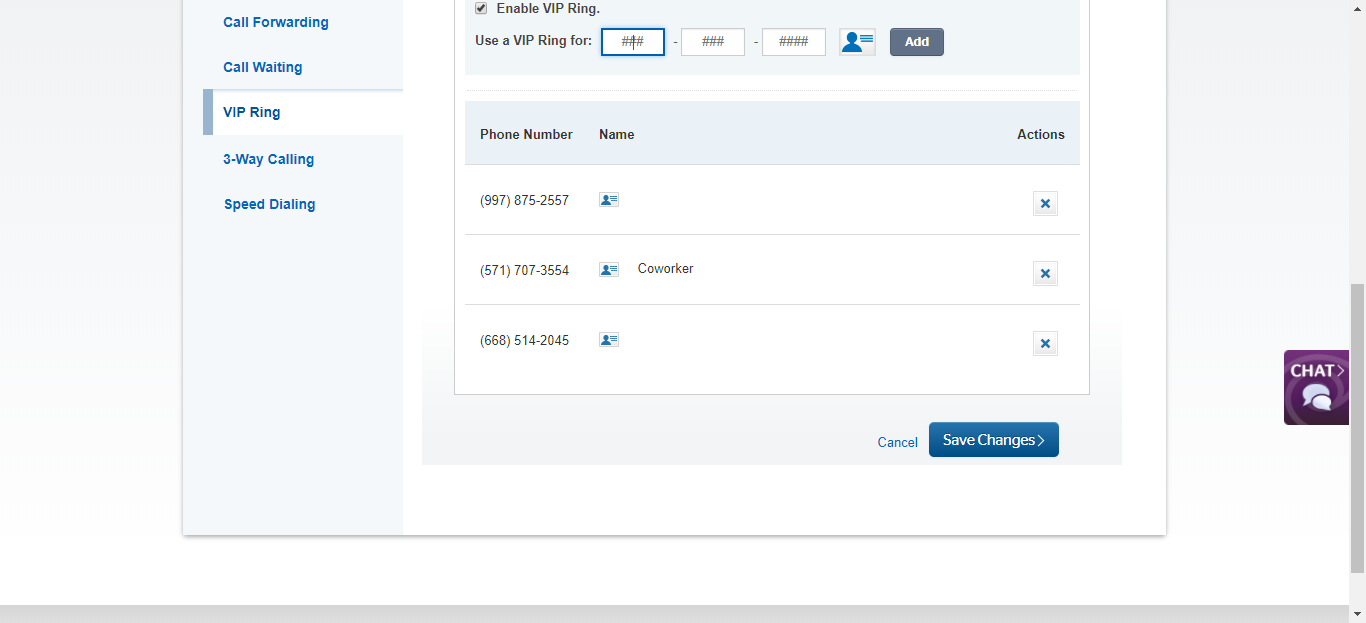 Call Forwarding
Call Waiting
VIP Ring
3-Way Calling
Speed Dialing
Enable VIP Ring.
Use a VIP Ring for: ### - ### - #### Add
Phone Number Name Actions
(997) 875-2557
(571) 707-3554 Coworker
(668) 514-2045
Cancel Save Changes
CHAT